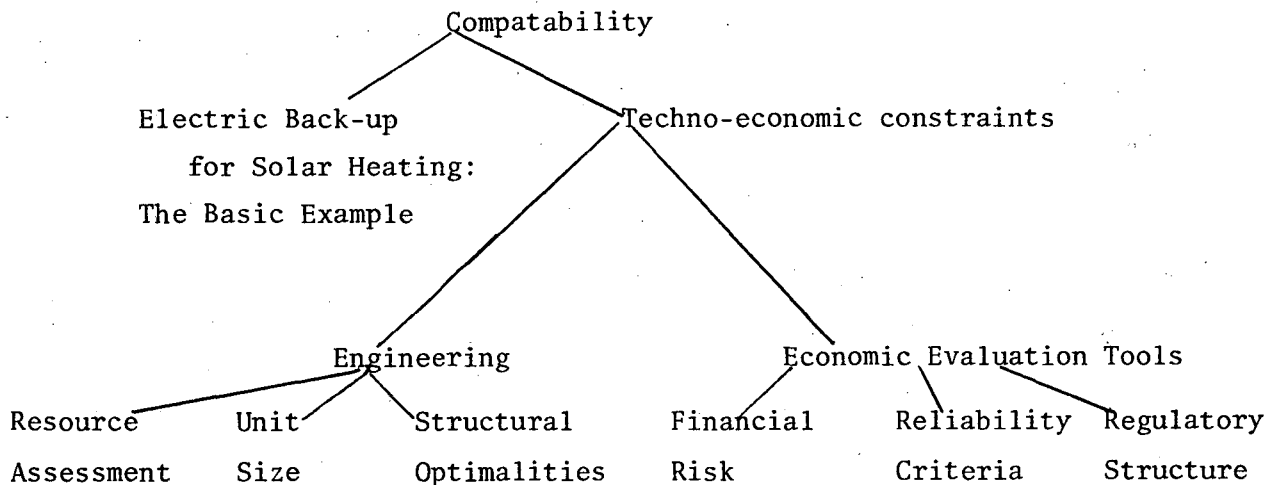 Compatability
Electric Back-up
for Solar Heating:
The Basic Example
Techno-economic constraints
Engineering
Economic Evaluation Tools
Resource
Assessment
Unit
Size
Structural
Optimalities
Financial
Risk
Reliability
Criteria
Regulatory
Structure